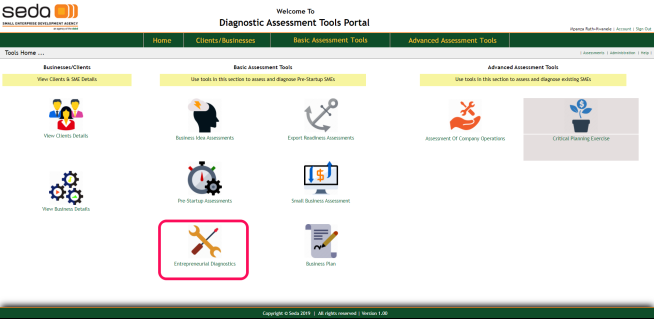 seda
SMALL ENTERPRISE DEVELOPMENT AGENCY
Welcome To
Diagnostic Assessment Tools Portal
| Account | Sign Out
Home Clients/Businesses Basic Assessment Tools Advanced Assessment Tools
Tools Home ...
| Assessments | Administration | Help |
Businesses/Clients
Basic Assessment Tools
Advanced Assessment Tools
View Clients & SME Details
Use tools in this section to assess and diagnose Pre-Startup SMEs
Use tools in this section to assess and diagnose existing SMEs
View Clients Details
Business Idea Assessments
Export Readiness Assessments
Assessment Of Company Operations
Critical Planning Exercise
View Business Details
Pre Startup Assessments
Small Business Assessment
Entrepreneurial Diagnostics
Business Plan
Copyright © Seda 2019 | All rights reserved | Version 1.00